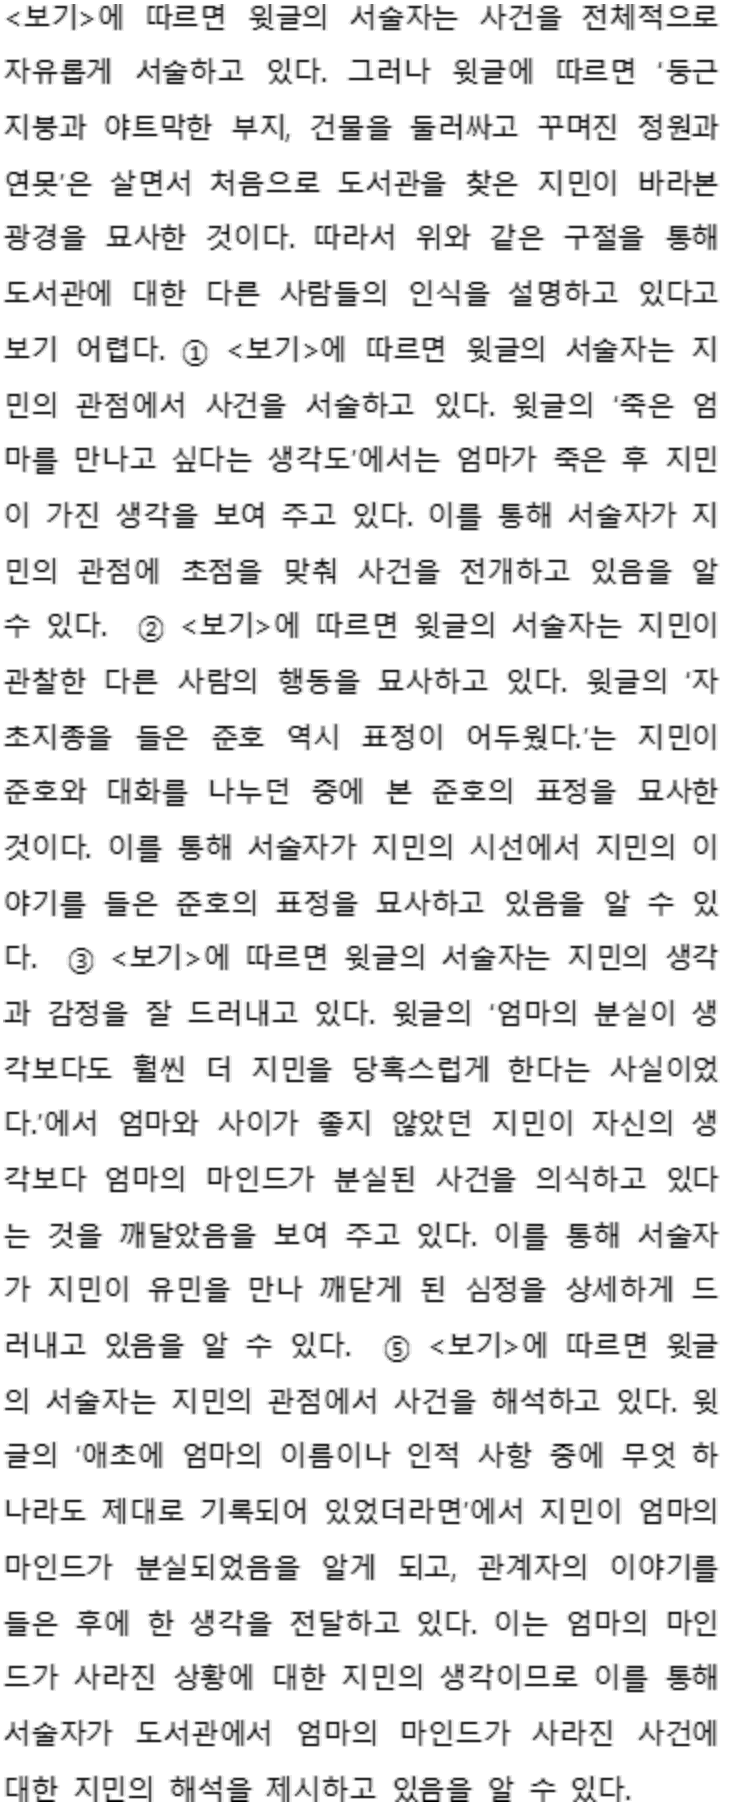 <보기>에 따르면 윗글의 서술자는 사건을 전체적으로
자유롭게 서술하고 있다. 그러나 윗글에 따르면 ‘둥근
지붕과 야트막한 부지, 건물을 둘러싸고 꾸며진 정원과
연못’은 살면서 처음으로 도서관을 찾은 지민이 바라본
광경을 묘사한 것이다. 따라서 위와 같은 구절을 통해
도서관에 대한 다른 사람들의 인식을 설명하고 있다고
보기 어렵다. ① <보기>에 따르면 윗글의 서술자는 지
민의 관점에서 사건을 서술하고 있다. 윗글의 ‘죽은 엄
마를 만나고 싶다는 생각도’에서는 엄마가 죽은 후 지민
이 가진 생각을 보여 주고 있다. 이를 통해 서술자가 지
민의 관점에 초점을 맞춰 사건을 전개하고 있음을 알
수 있다. ② <보기>에 따르면 윗글의 서술자는 지민이
관찰한 다른 사람의 행동을 묘사하고 있다. 윗글의 ‘자
초지종을 들은 준호 역시 표정이 어두웠다.’는 지민이
준호와 대화를 나누던 중에 본 준호의 표정을 묘사한
것이다. 이를 통해 서술자가 지민의 시선에서 지민의 이
야기를 들은 준호의 표정을 묘사하고 있음을 알 수 있
다. ③ <보기>에 따르면 윗글의 서술자는 지민의 생각
과 감정을 잘 드러내고 있다. 윗글의 ‘엄마의 분실이 생
각보다도 훨씬 더 지민을 당혹스럽게 한다는 사실이었
다.’에서 엄마와 사이가 좋지 않았던 지민이 자신의 생
각보다 엄마의 마인드가 분실된 사건을 의식하고 있다
는 것을 깨달았음을 보여 주고 있다. 이를 통해 서술자
가 지민이 유민을 만나 깨닫게 된 심정을 상세하게 드
러내고 있음을 알 수 있다. ⑤ <보기>에 따르면 윗글
의 서술자는 지민의 관점에서 사건을 해석하고 있다. 윗
글의 ‘애초에 엄마의 이름이나 인적 사항 중에 무엇 하
나라도 제대로 기록되어 있었더라면’에서 지민이 엄마의
마인드가 분실되었음을 알게 되고, 관계자의 이야기를
들은 후에 한 생각을 전달하고 있다. 이는 엄마의 마인
드가 사라진 상황에 대한 지민의 생각이므로 이를 통해
서술자가 도서관에서 엄마의 마인드가 사라진 사건에
대한 지민의 해석을 제시하고 있음을 알 수 있다.